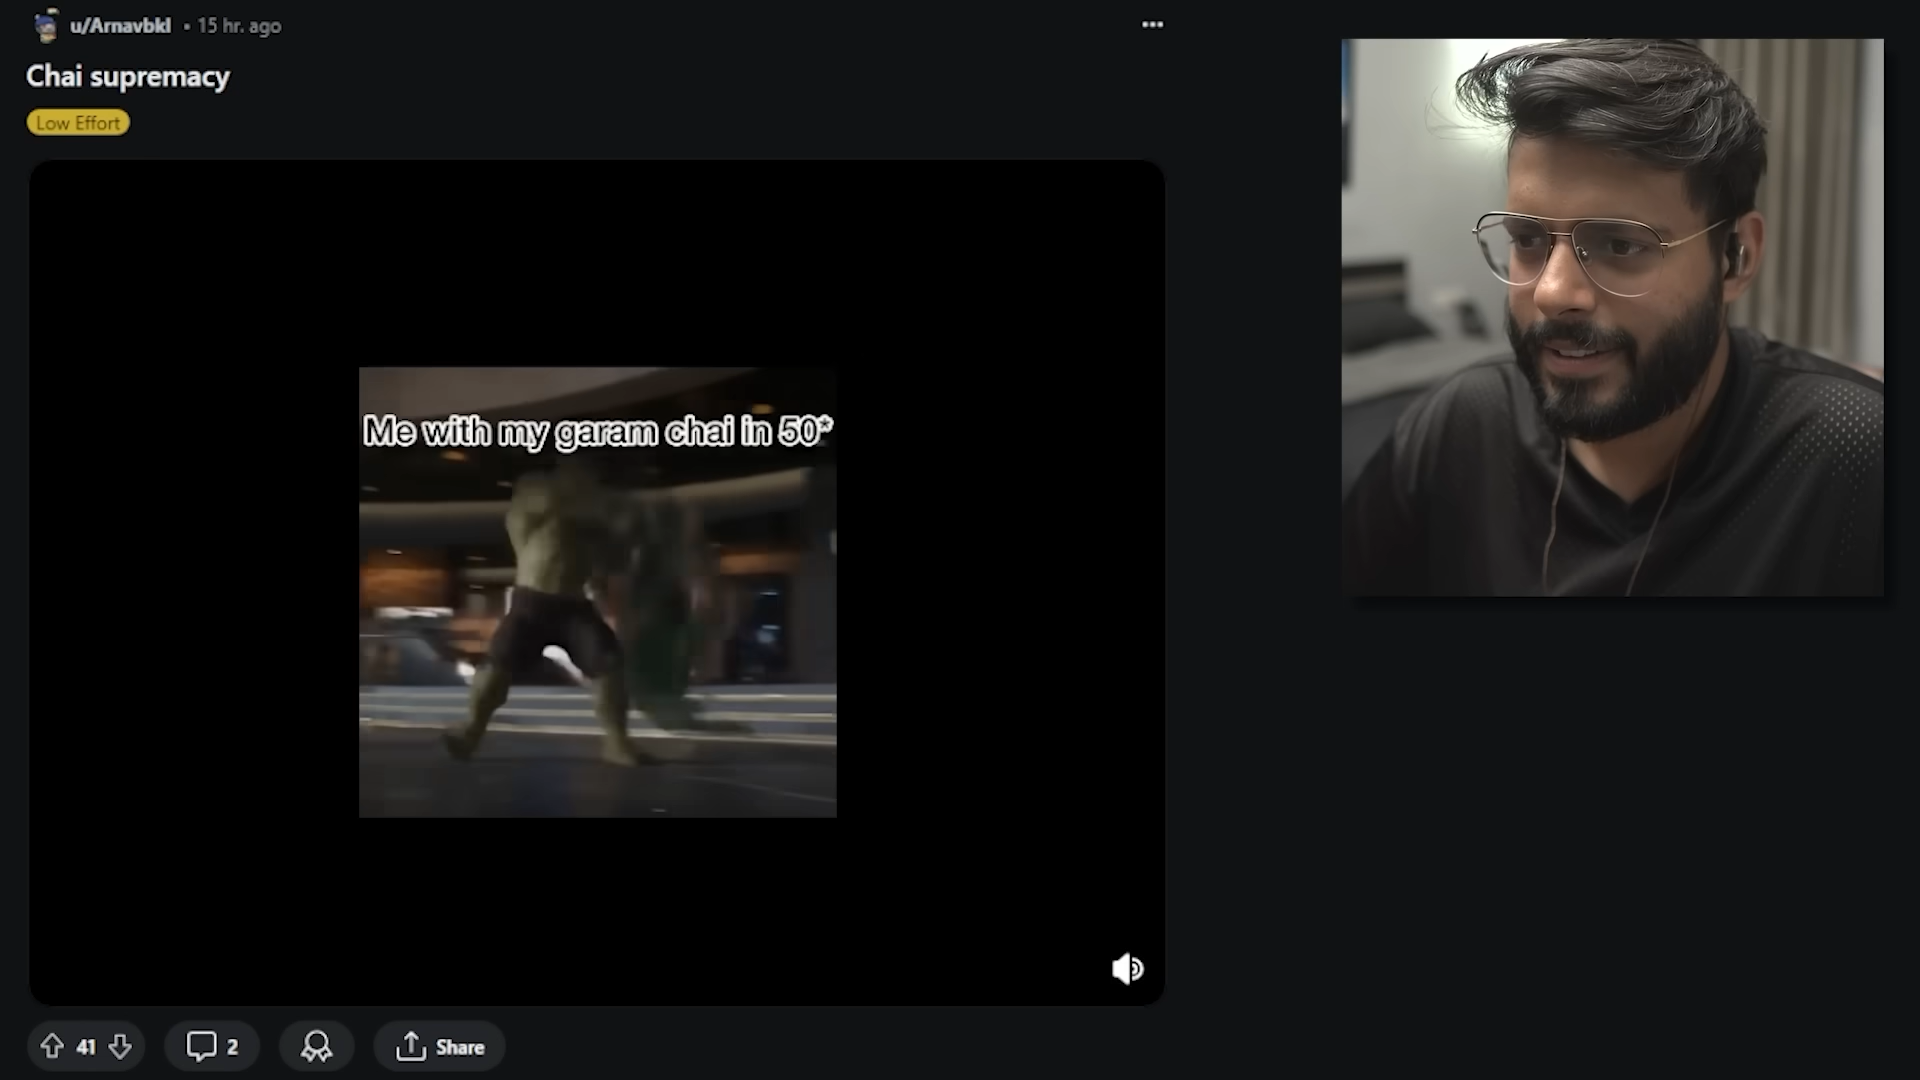 u/Arnavbkl • 15 hr. ago
Chai supremacy
Low Effort
Me with my garam chai in 50°
41
2
Share